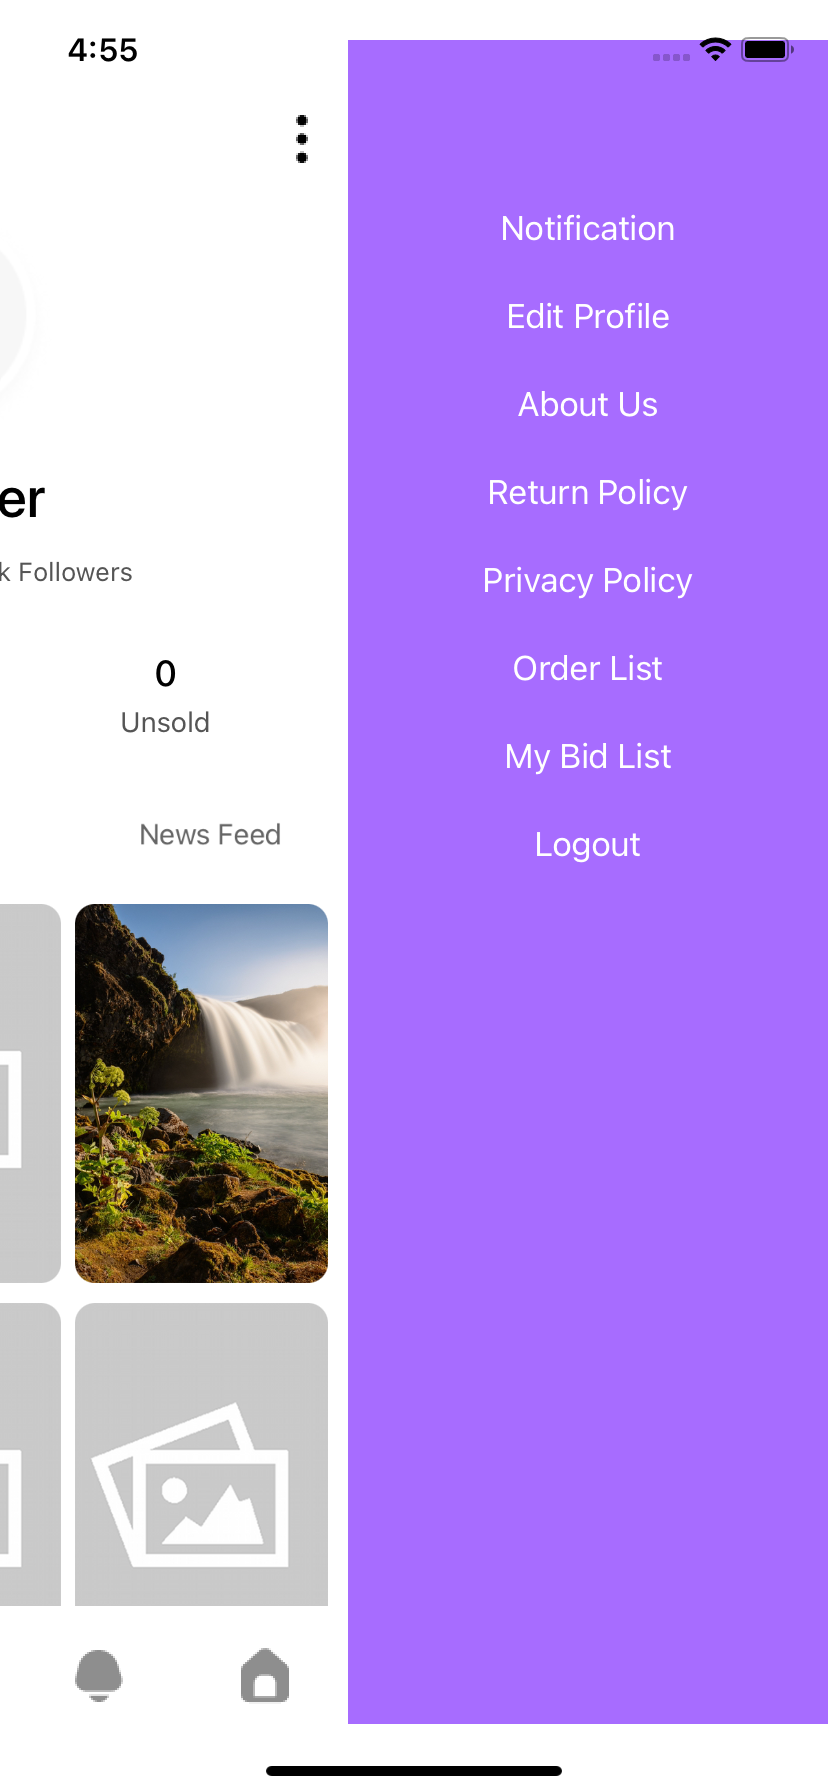 4:55
er
k Followers
0
Unsold
News Feed
Notification
Edit Profile
About Us
Return Policy
Privacy Policy
Order List
My Bid List
Logout